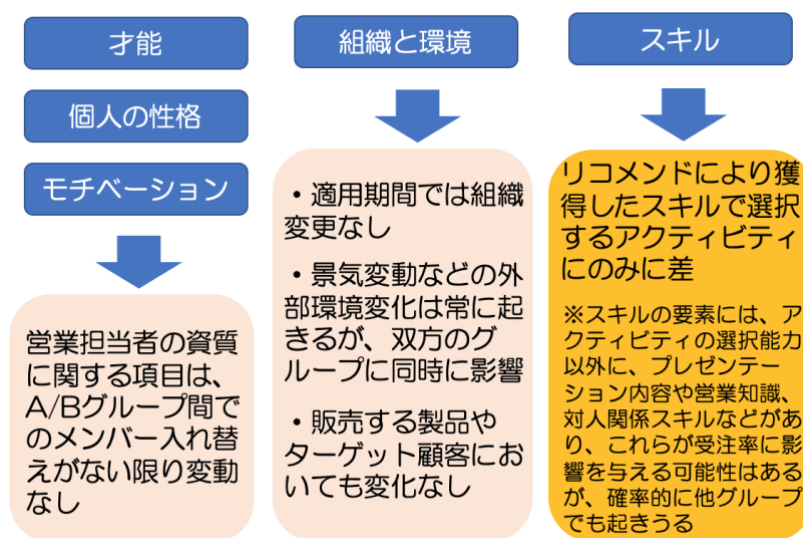 才能
個人の性格
モチベーション
営業担当者の資質
に関する項目は、
A/Bグループ間で
のメンバー入れ替
えがない限り変動
なし
組織と環境
・適用期間では組織
変更なし
・景気変動などの外
部環境変化は常に起
きるが、双方のグ
ループに同時に影響
・販売する製品や
ターゲット顧客にお
いても変化なし
スキル
リコメンドにより獲
得したスキルで選択
するアクティビティ
にのみに差
※スキルの要素には、ア
クティビティの選択能力
以外に、プレゼンテー
ション内容や営業知識、
対人関係スキルなどがあ
り、これらが受注率に影
響を与える可能性はある
が、確率的に他グループ
でも起きうる